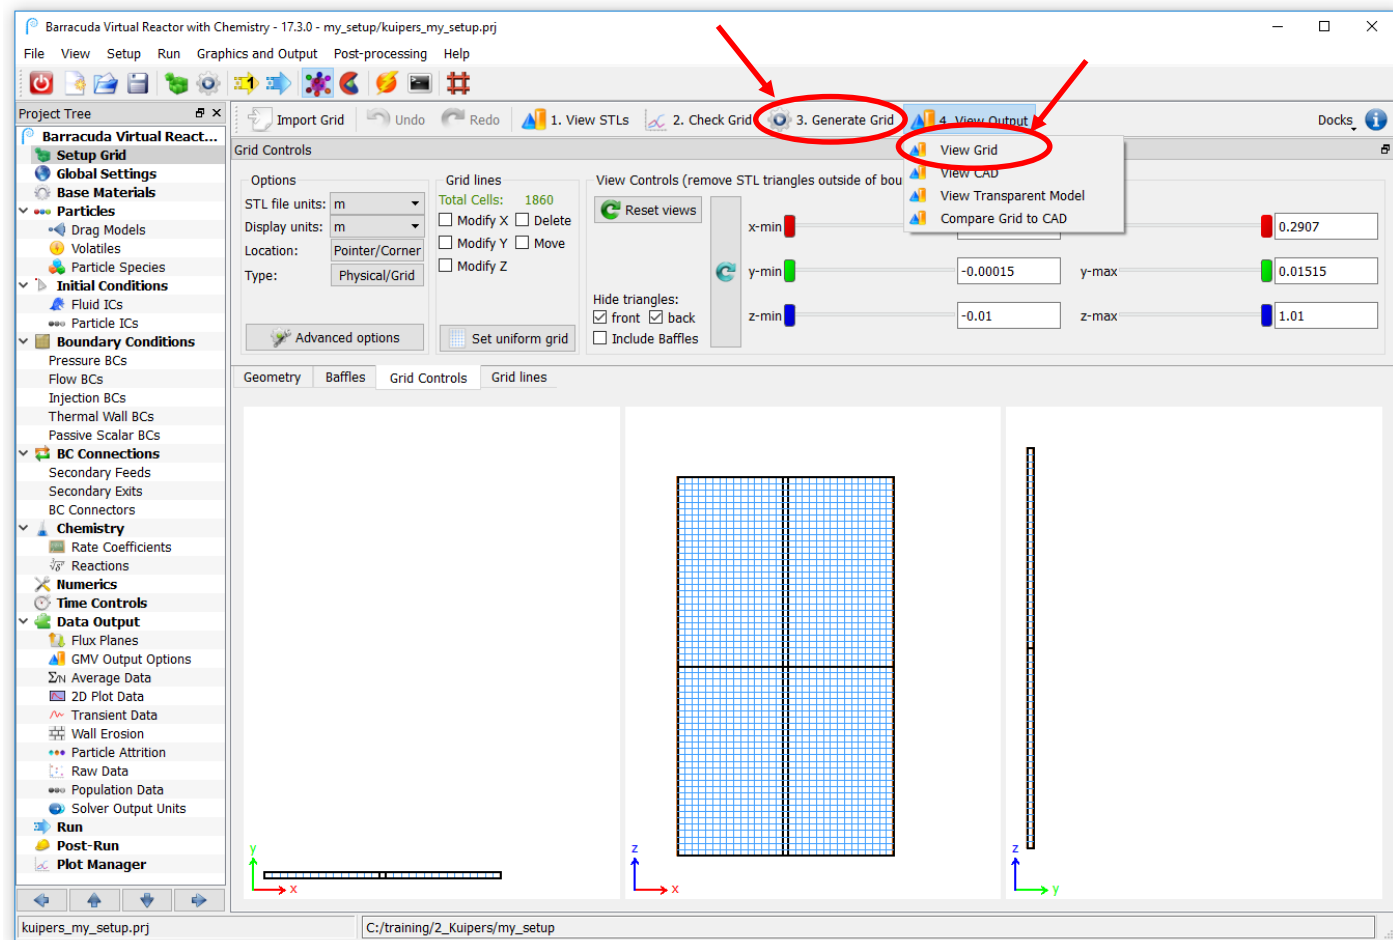 Barracuda Virtual Reactor with Chemistry - 17.3.0 - my_setup/kuipers_my_setup.prj
File View Setup Run Graphics and Output Post-processing Help
Project Tree
Import Grid Undo Redo 1. View STLs 2. Check Grid 3. Generate Grid 4. View Output Docks
Barracuda Virtual React...
Setup Grid
Global Settings
Base Materials
Particles
Drag Models
Volatiles
Particle Species
Initial Conditions
Fluid ICs
Particle ICs
Boundary Conditions
Pressure BCs
Flow BCs
Injection BCs
Thermal Wall BCs
Passive Scalar BCs
BC Connections
Secondary Feeds
Secondary Exits
BC Connectors
Chemistry
Rate Coefficients
Reactions
Numerics
Time Controls
Data Output
Flux Planes
GMV Output Options
Average Data
2D Plot Data
Transient Data
Wall Erosion
Particle Attrition
Raw Data
Population Data
Solver Output Units
Run
Post-Run
Plot Manager
Grid Controls
View Grid
View CAD
View Transparent Model
Compare Grid to CAD
Options
STL file units: m
Display units: m
Location: Pointer/Corner
Type: Physical/Grid
Advanced options
Grid lines
Total Cells: 1860
Modify X Delete
Modify Y Move
Modify Z
Set uniform grid
View Controls (remove STL triangles outside of bou
Reset views
Hide triangles:
front back
Include Baffles
x-min 0.2907
y-min -0.00015 y-max 0.01515
z-min -0.01 z-max 1.01
Geometry Baffles Grid Controls Grid lines
y
x
z
x
z
y
kuipers_my_setup.prj C:/training/2_Kuipers/my_setup